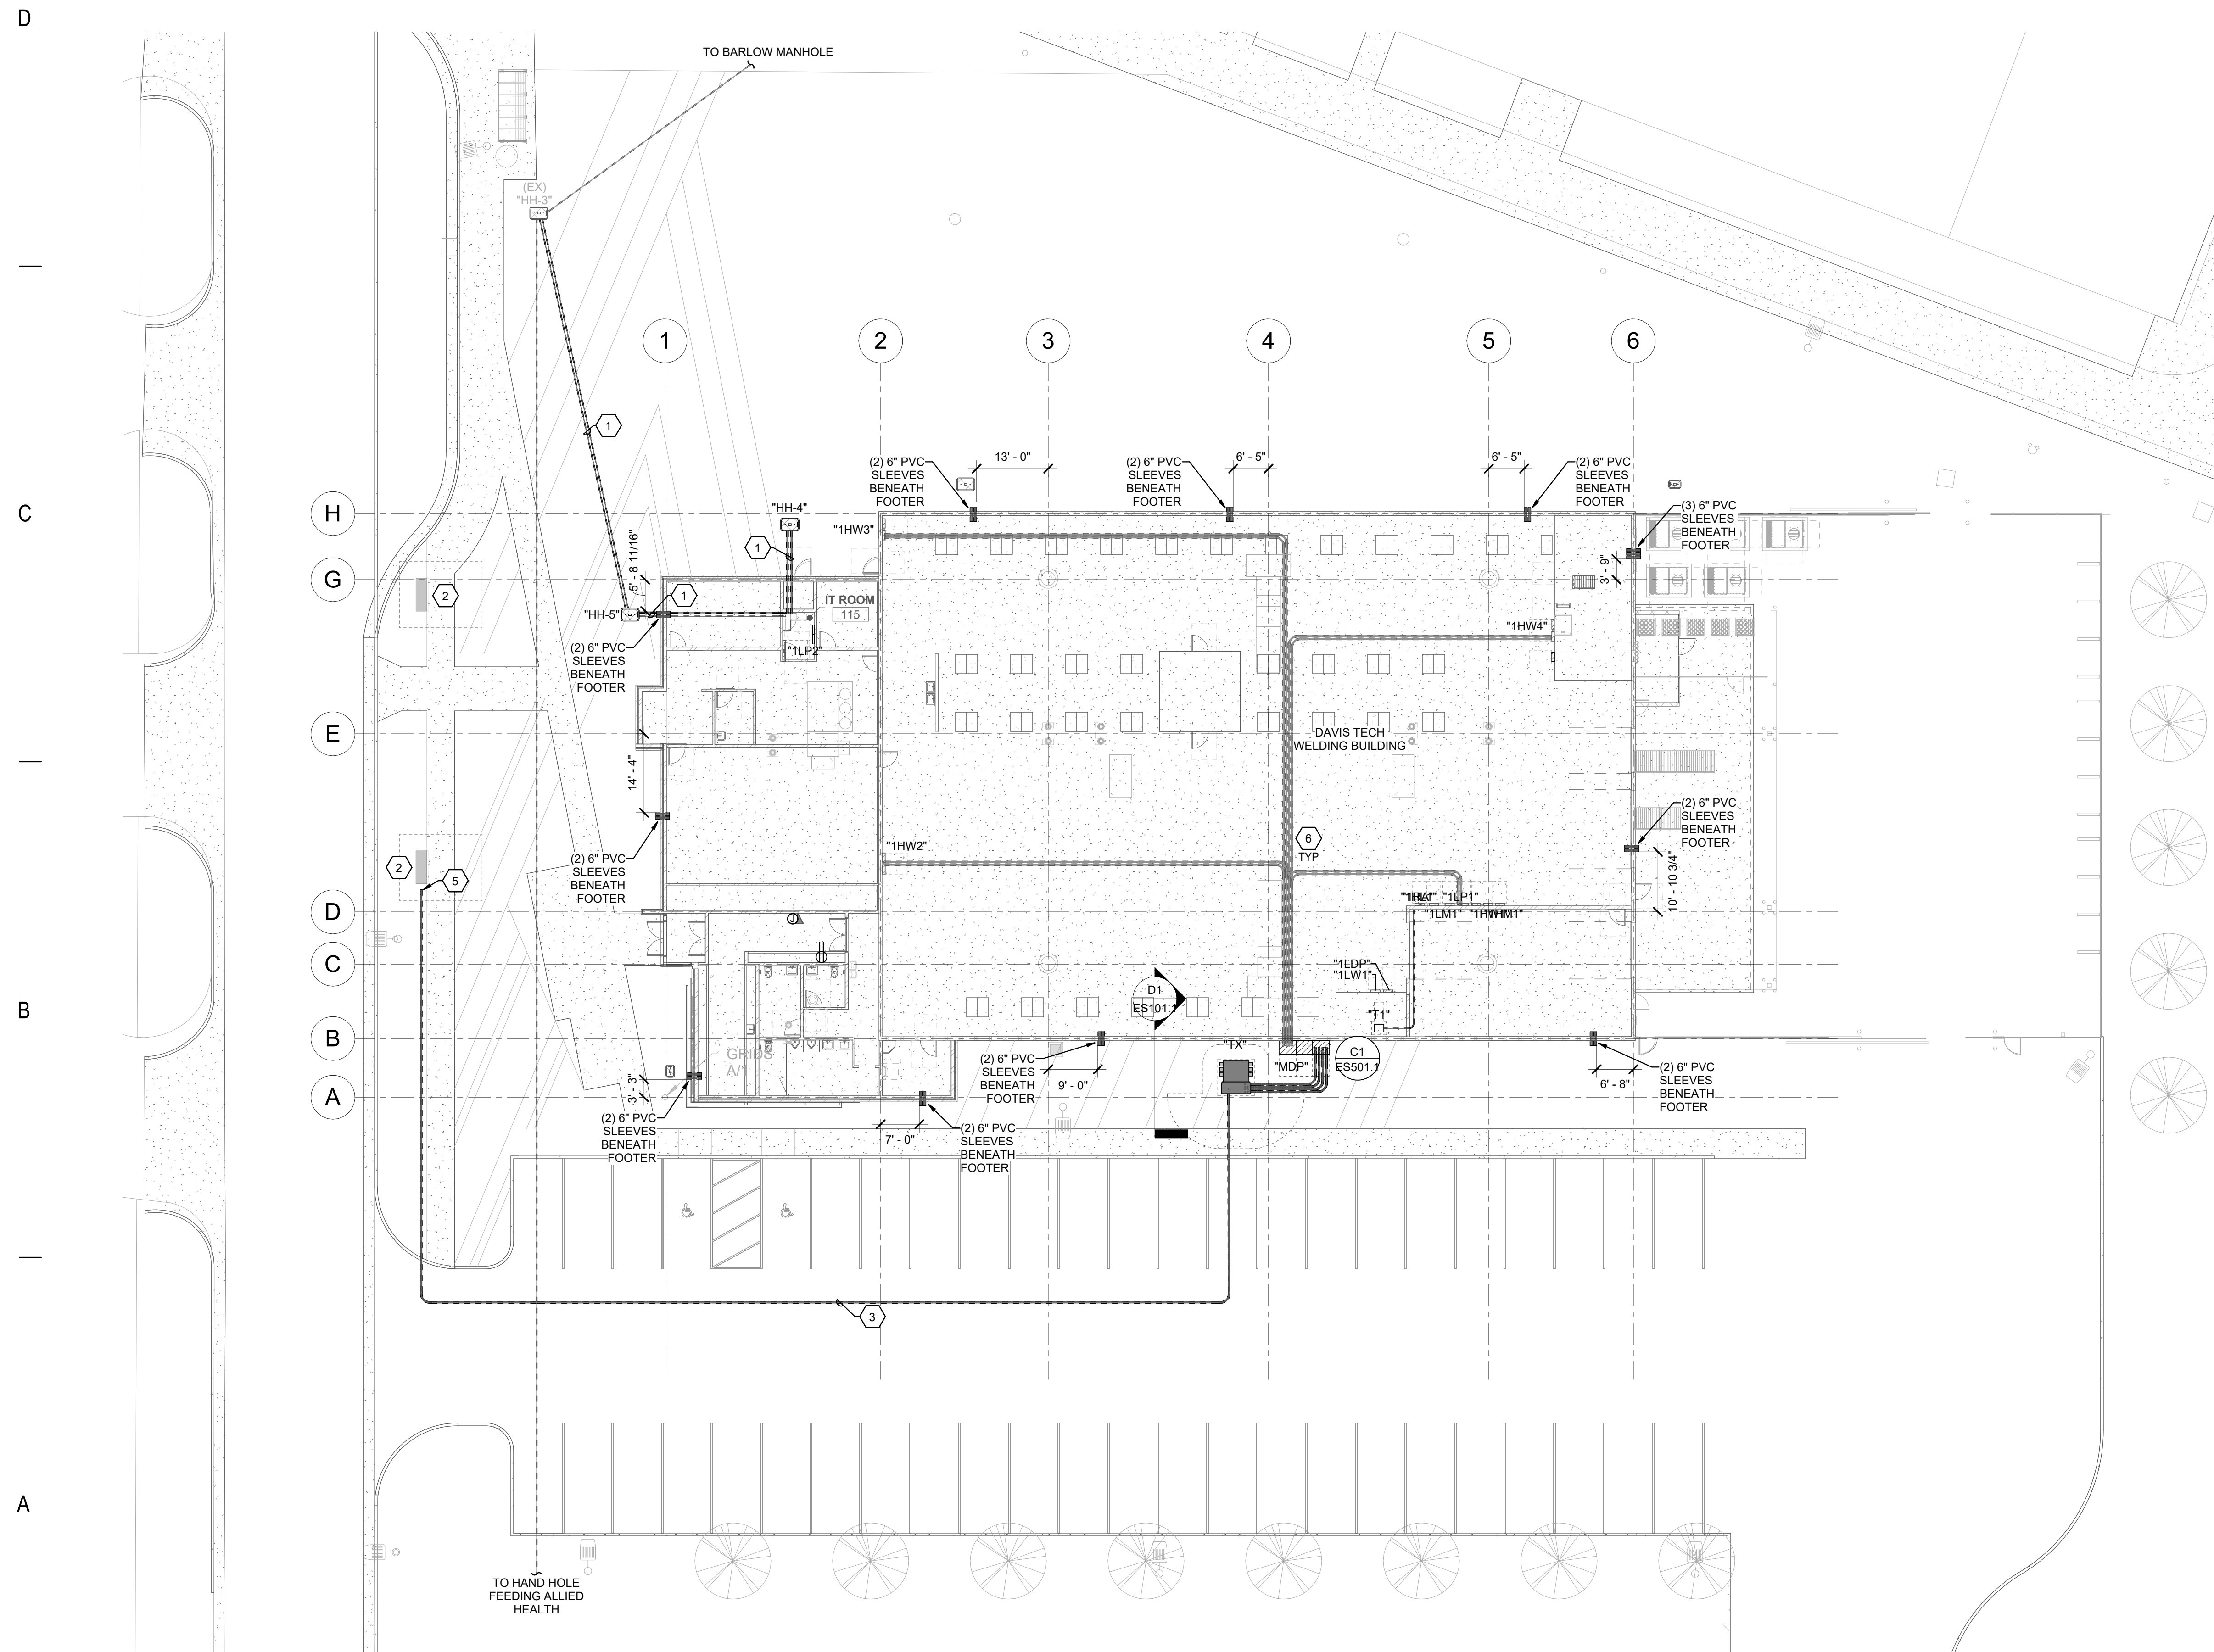 D
TO BARLOW MANHOLE
(EX)
"HH-3"
1
2
3
4
5
6
1
C
(2) 6" PVC
SLEEVES
BENEATH
FOOTER
13' - 0"
(2) 6" PVC
SLEEVES
BENEATH
FOOTER
6' - 5"
6' - 5"
(2) 6" PVC
SLEEVES
BENEATH
FOOTER
H
"HH-4"
"1HW3"
(3) 6" PVC
SLEEVES
BENEATH
FOOTER
1
5' - 8 11/16"
3' - 9"
G
2
1
IT ROOM
115
"HH-5"
"1HW4"
(2) 6" PVC
SLEEVES
BENEATH
FOOTER
"1LP2"
E
DAVIS TECH
WELDING BUILDING
14' - 4"
(2) 6" PVC
SLEEVES
BENEATH
FOOTER
6
TYP
"1HW2"
(2) 6" PVC
SLEEVES
BENEATH
FOOTER
2
5
10' - 10 3/4"
"1LP1"
D
"1LM1"
J
C
"1LDP"
"1LW1"
D1
ES101.1
B
"T1"
B
"TX"
"MDP"
C1
ES501.1
GRIDS
A/1
(2) 6" PVC
SLEEVES
BENEATH
FOOTER
9' - 0"
6' - 8"
(2) 6" PVC
SLEEVES
BENEATH
FOOTER
A
3' - 3"
(2) 6" PVC
SLEEVES
BENEATH
FOOTER
7' - 0"
(2) 6" PVC
SLEEVES
BENEATH
FOOTER
3
A
TO HAND HOLE
FEEDING ALLIED
HEALTH